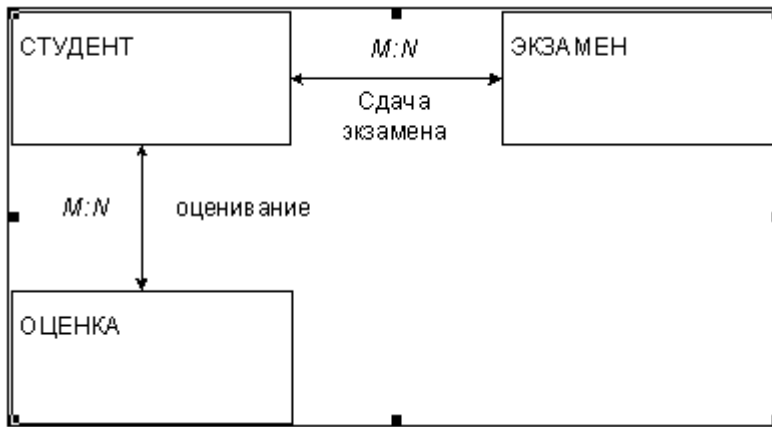 СТУДЕНТ
M:N
ЭКЗАМЕН
Сдача
экзамена
M:N
оценивание
ОЦЕНКА